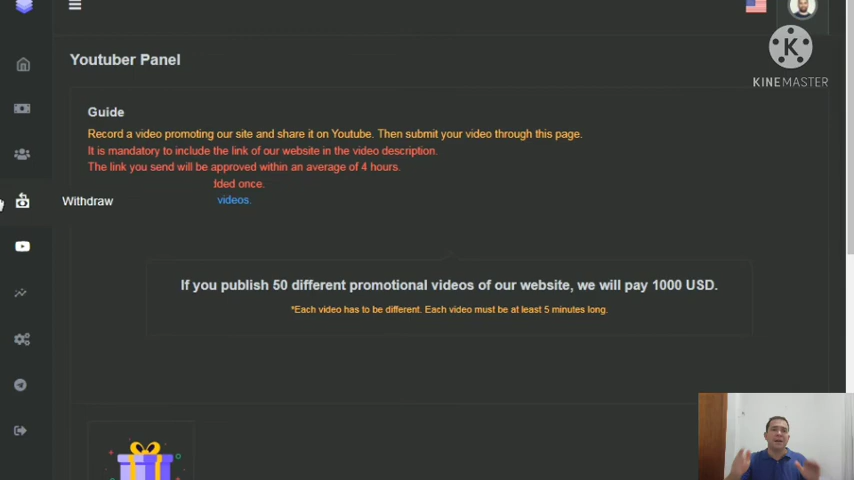 KINEMASTER
Youtuber Panel
Guide
Record a video promoting our site and share it on Youtube. Then submit your video through this page.
It is mandatory to include the link of our website in the video description.
The link you send will be approved within an average of 4 hours.
dded once.
Withdraw
videos.
If you publish 50 different promotional videos of our website, we will pay 1000 USD.
*Each video has to be different. Each video must be at least 5 minutes long.